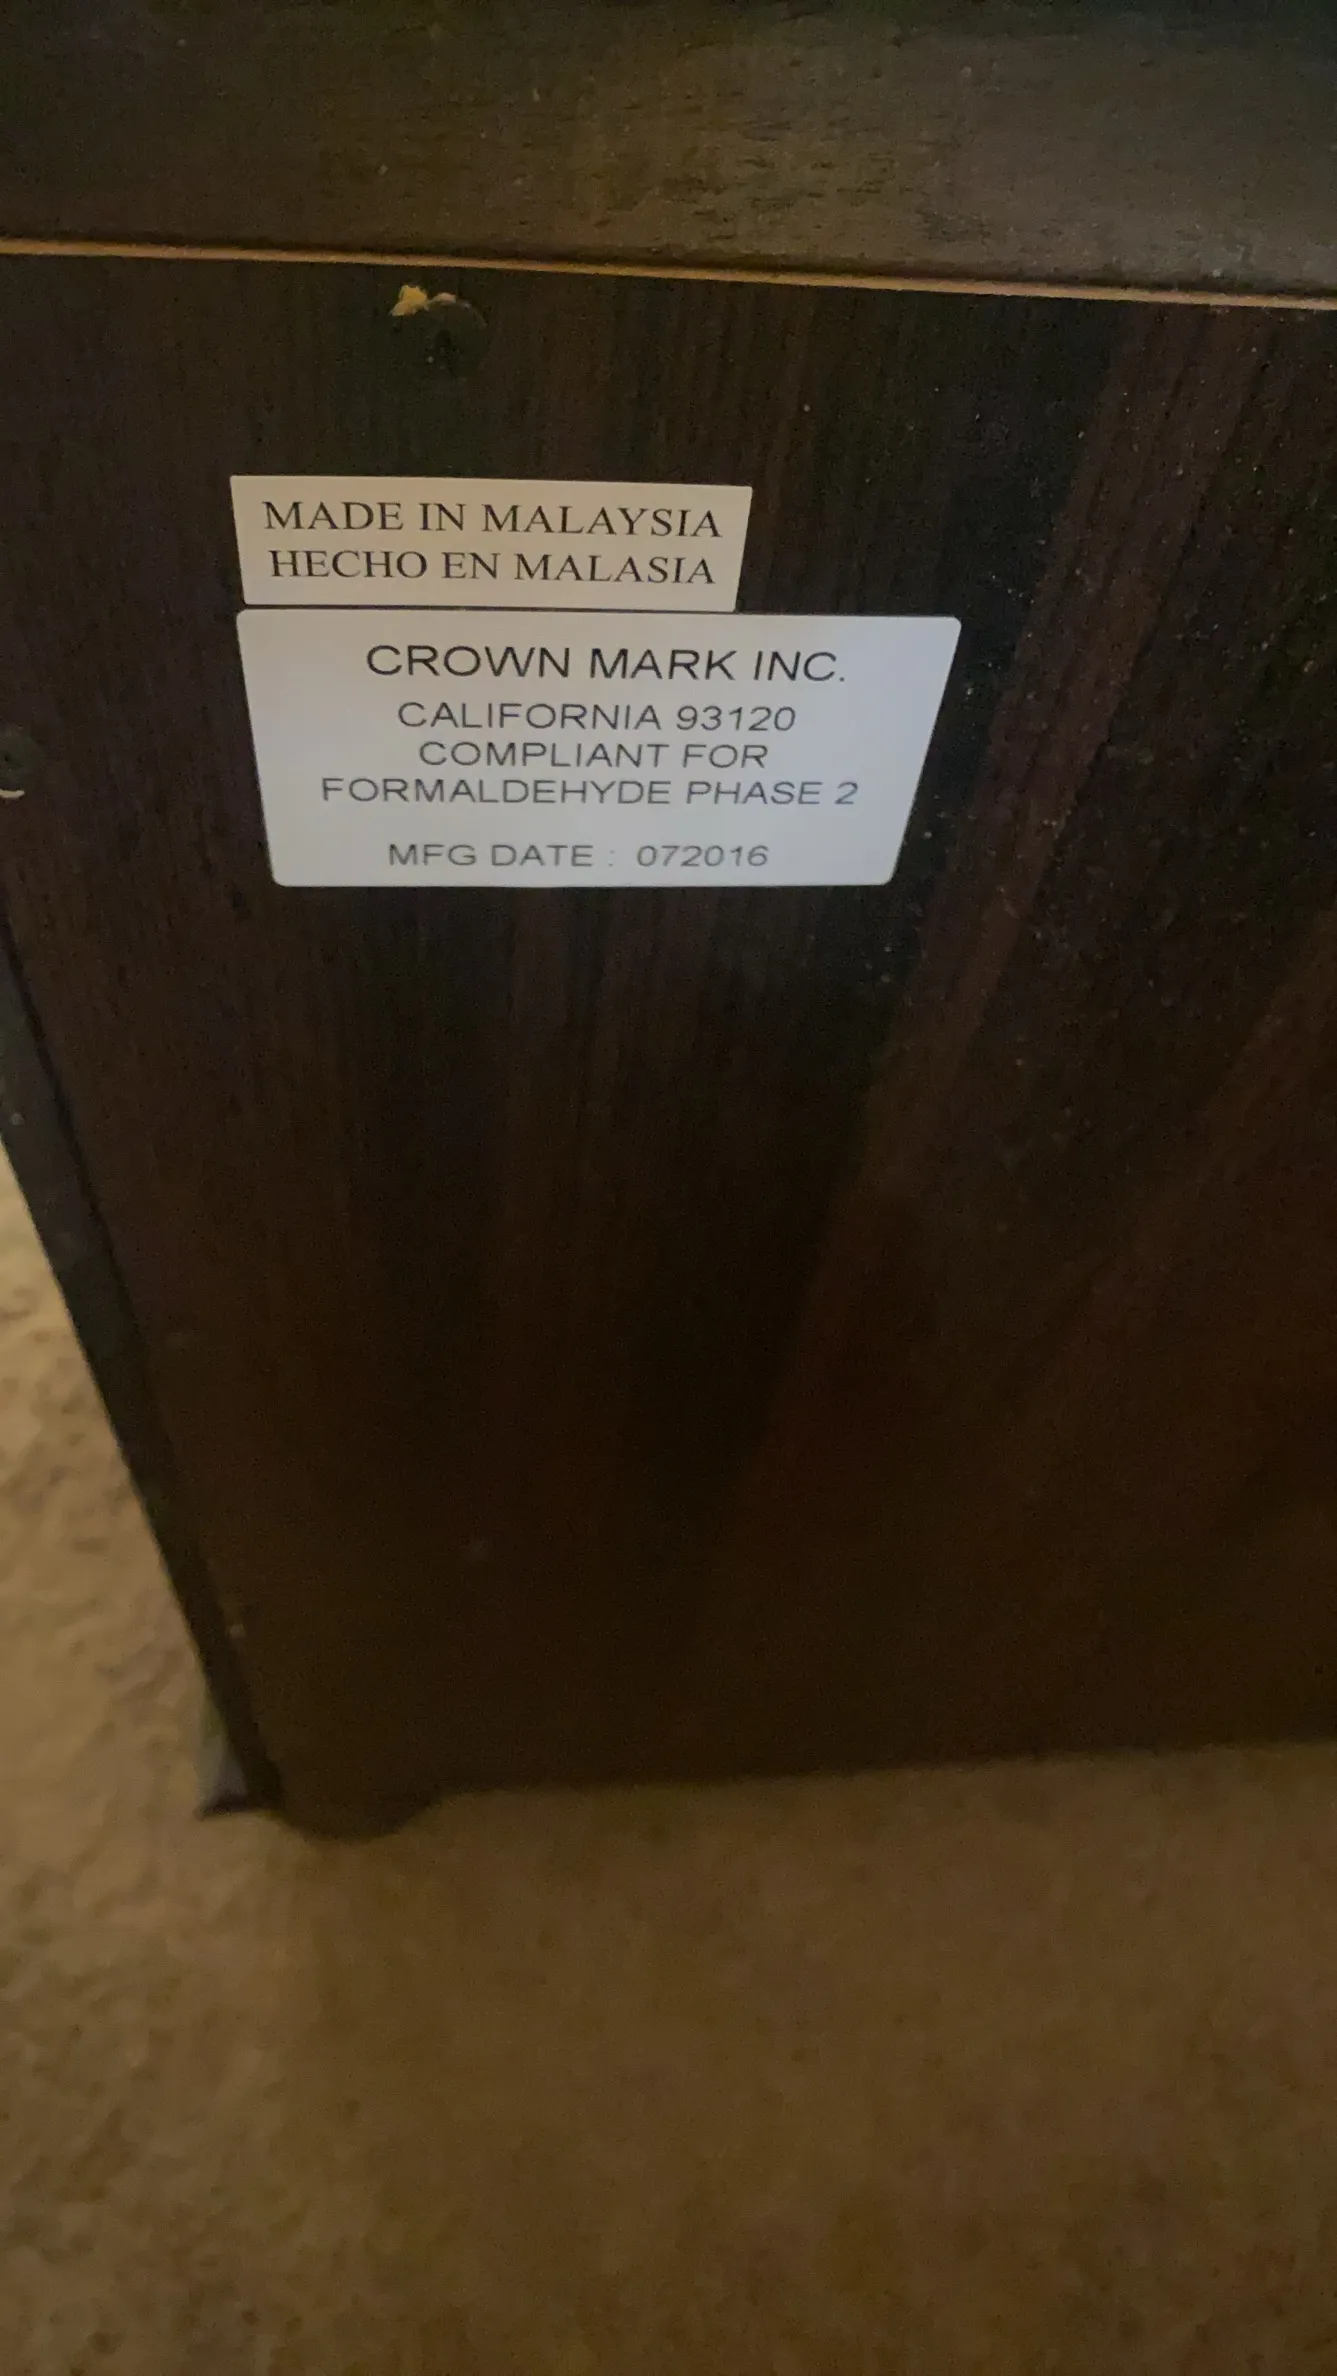 MADE IN MALAYSIA
HECHO EN MALASIA
CROWN MARK INC.
CALIFORNIA 93120
COMPLIANT FOR
FORMALDEHYDE PHASE 2
MFG DATE : 072016